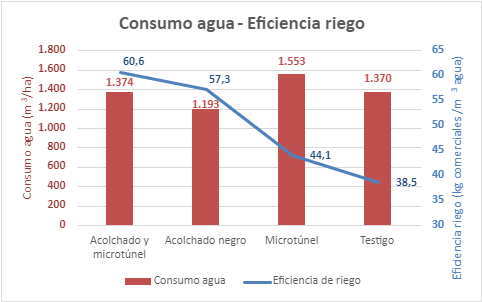 Consumo agua - Eficiencia riego
Consumo agua (m³/ha)
1.800
1.600
1.400
1.200
1.000
800
600
400
200
0
1.374
1.193
1.553
1.370
60,6
57,3
44,1
38,5
65
60
55
50
45
40
35
30
Eficiencia riego (kg comerciales /m ³ agua)
Acolchado y
microtúnel
Acolchado negro
Microtúnel
Testigo
Consumo agua
Eficiencia de riego